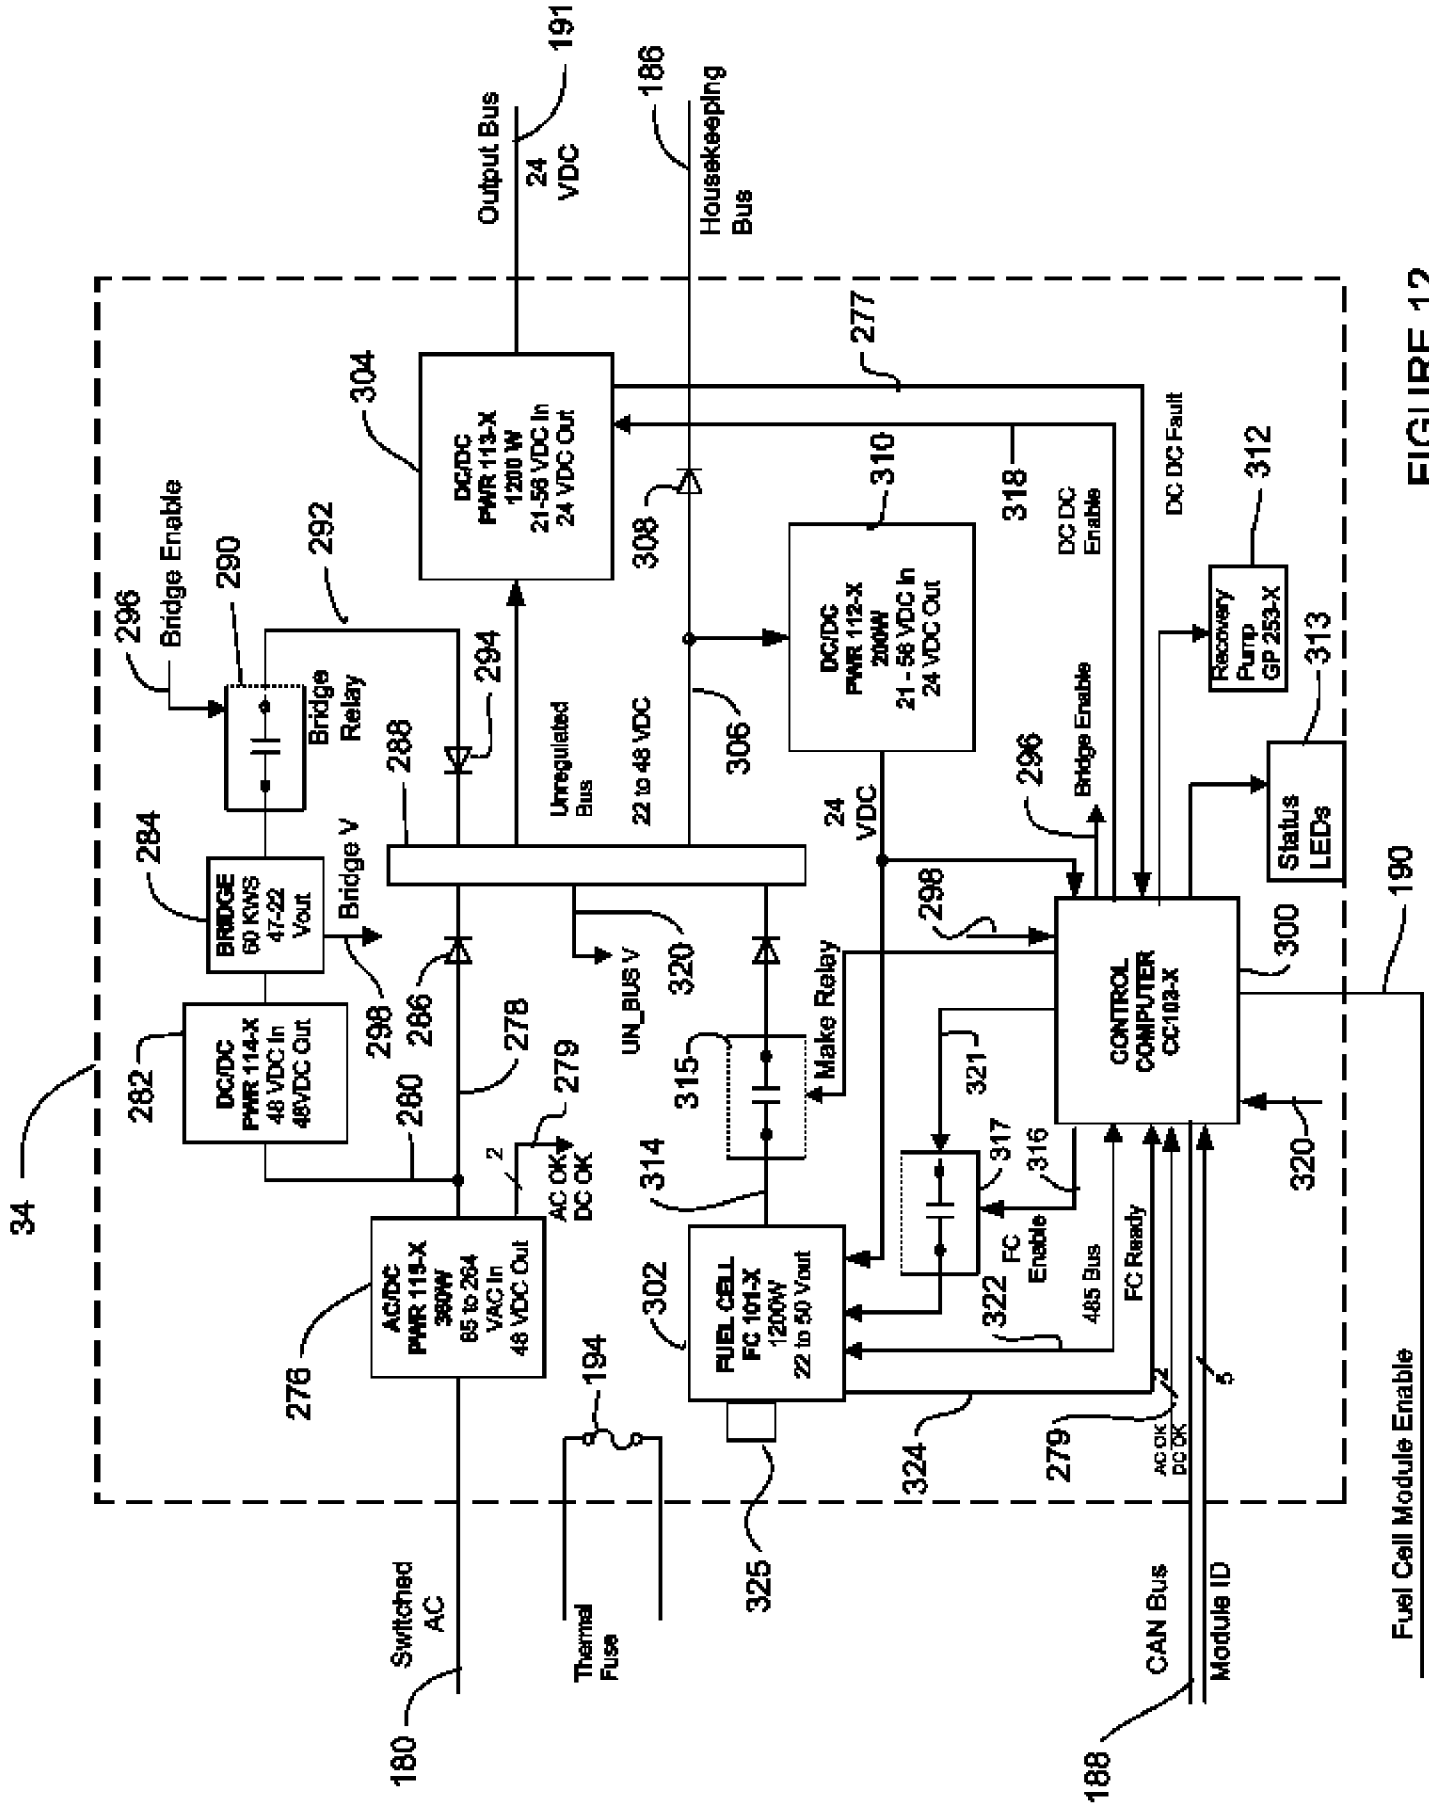 34
296
Bridge Enable
290
Bridge
Relay
292
284
BRIDGE
60 KWS
47-22
Vout
298
Bridge V
282
DC/DC
PWR 114-X
48 VDC In
48VDC Out
280
294
288
286
278
279
2
AC OK
DC OK
276
AC/DC
PWR 115-X
360W
85 to 264
VAC In
48 VDC Out
180
Switched
AC
Thermal
Fuse
194
304
DC/DC
PWR 113-X
1200 W
21-56 VDC In
24 VDC Out
Output Bus
24
VDC
191
186
Housekeeping
Bus
Unregulated
Bus
22 to 48 VDC
306
308
320
UN_BUS V
277
318
DC DC
Enable
DC DC Fault
310
DC/DC
PWR 112-X
200W
21 - 56 VDC In
24 VDC Out
24
VDC
315
Make Relay
314
302
FUEL CELL
FC 101-X
1200W
22 to 50 Vout
325
321
317
316
FC
Enable
322
485 Bus
FC Ready
324
279
2
AC OK
DC OK
5
298
296
Bridge Enable
CONTROL
COMPUTER
CC103-X
300
320
312
Recovery
Pump
GP 253-X
313
Status
LEDs
190
188
CAN Bus
Module ID
Fuel Cell Module Enable
FIGURE 12